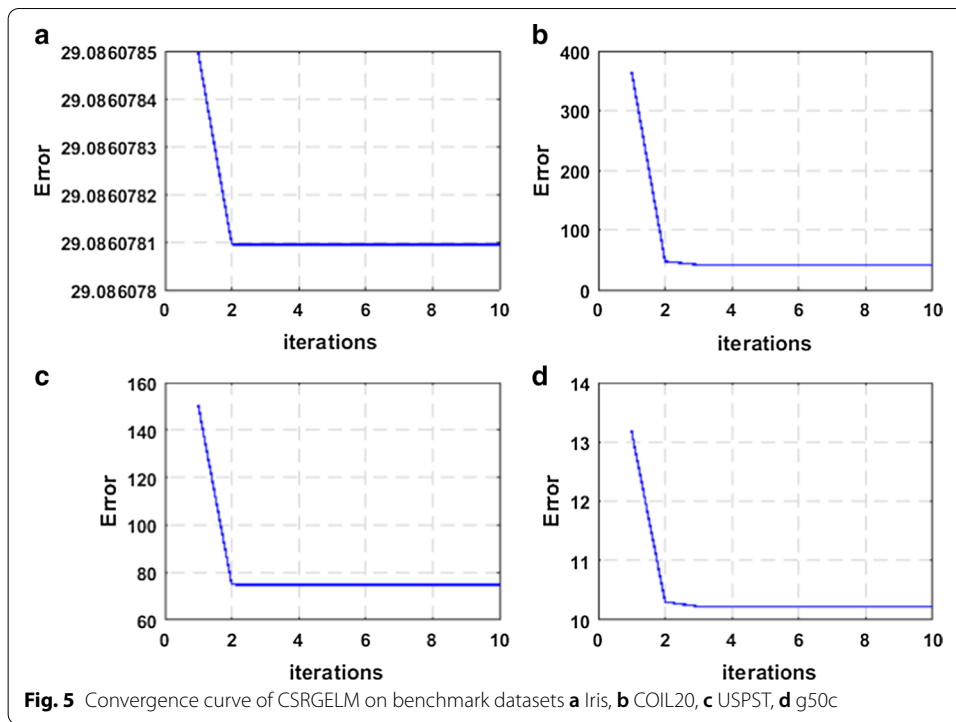 a
29.0860785
29.0860784
29.0860783
29.0860782
29.0860781
29.086078
Error
0 2 4 6 8 10
iterations
b
400
300
200
100
0
Error
0 2 4 6 8 10
iterations
c
160
140
120
100
80
60
Error
0 2 4 6 8 10
iterations
d
14
13
12
11
10
Error
0 2 4 6 8 10
iterations
Fig. 5 Convergence curve of CSRGELM on benchmark datasets a Iris, b COIL20, c USPST, d g50c